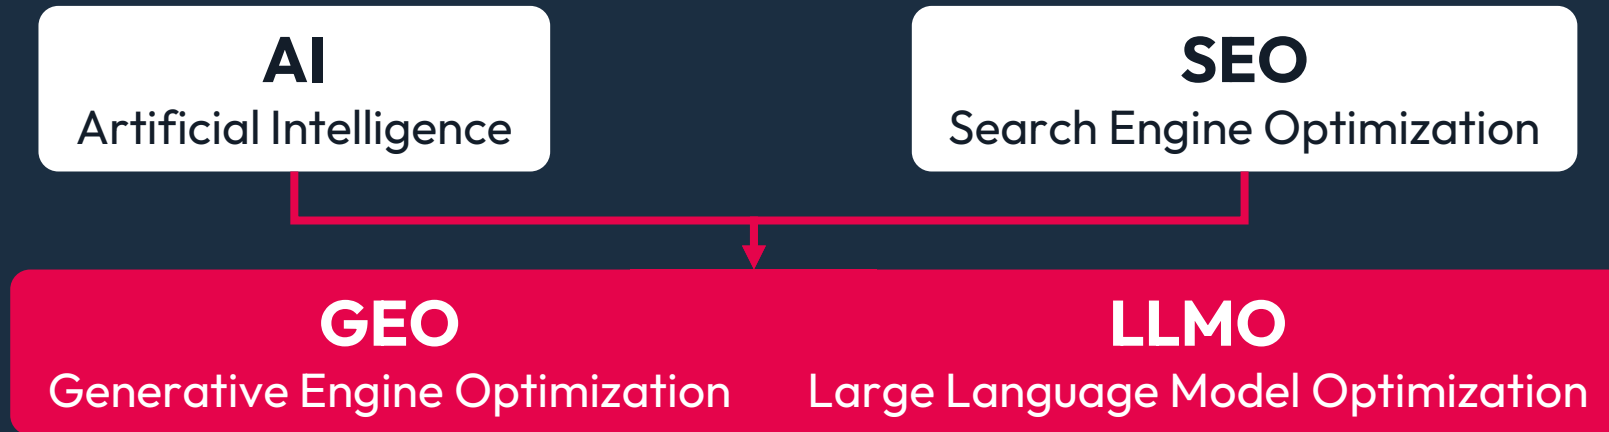 AI
Artificial Intelligence
SEO
Search Engine Optimization
GEO
Generative Engine Optimization
LLMO
Large Language Model Optimization